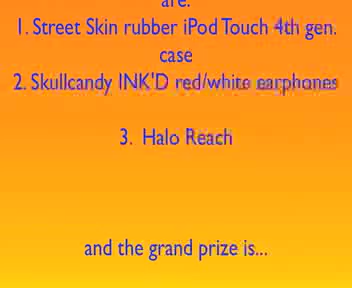 are:
1. Street Skin rubber iPod Touch 4th gen.
case
2. Skullcandy INK'D red/white earphones
3. Halo Reach
and the grand prize is...